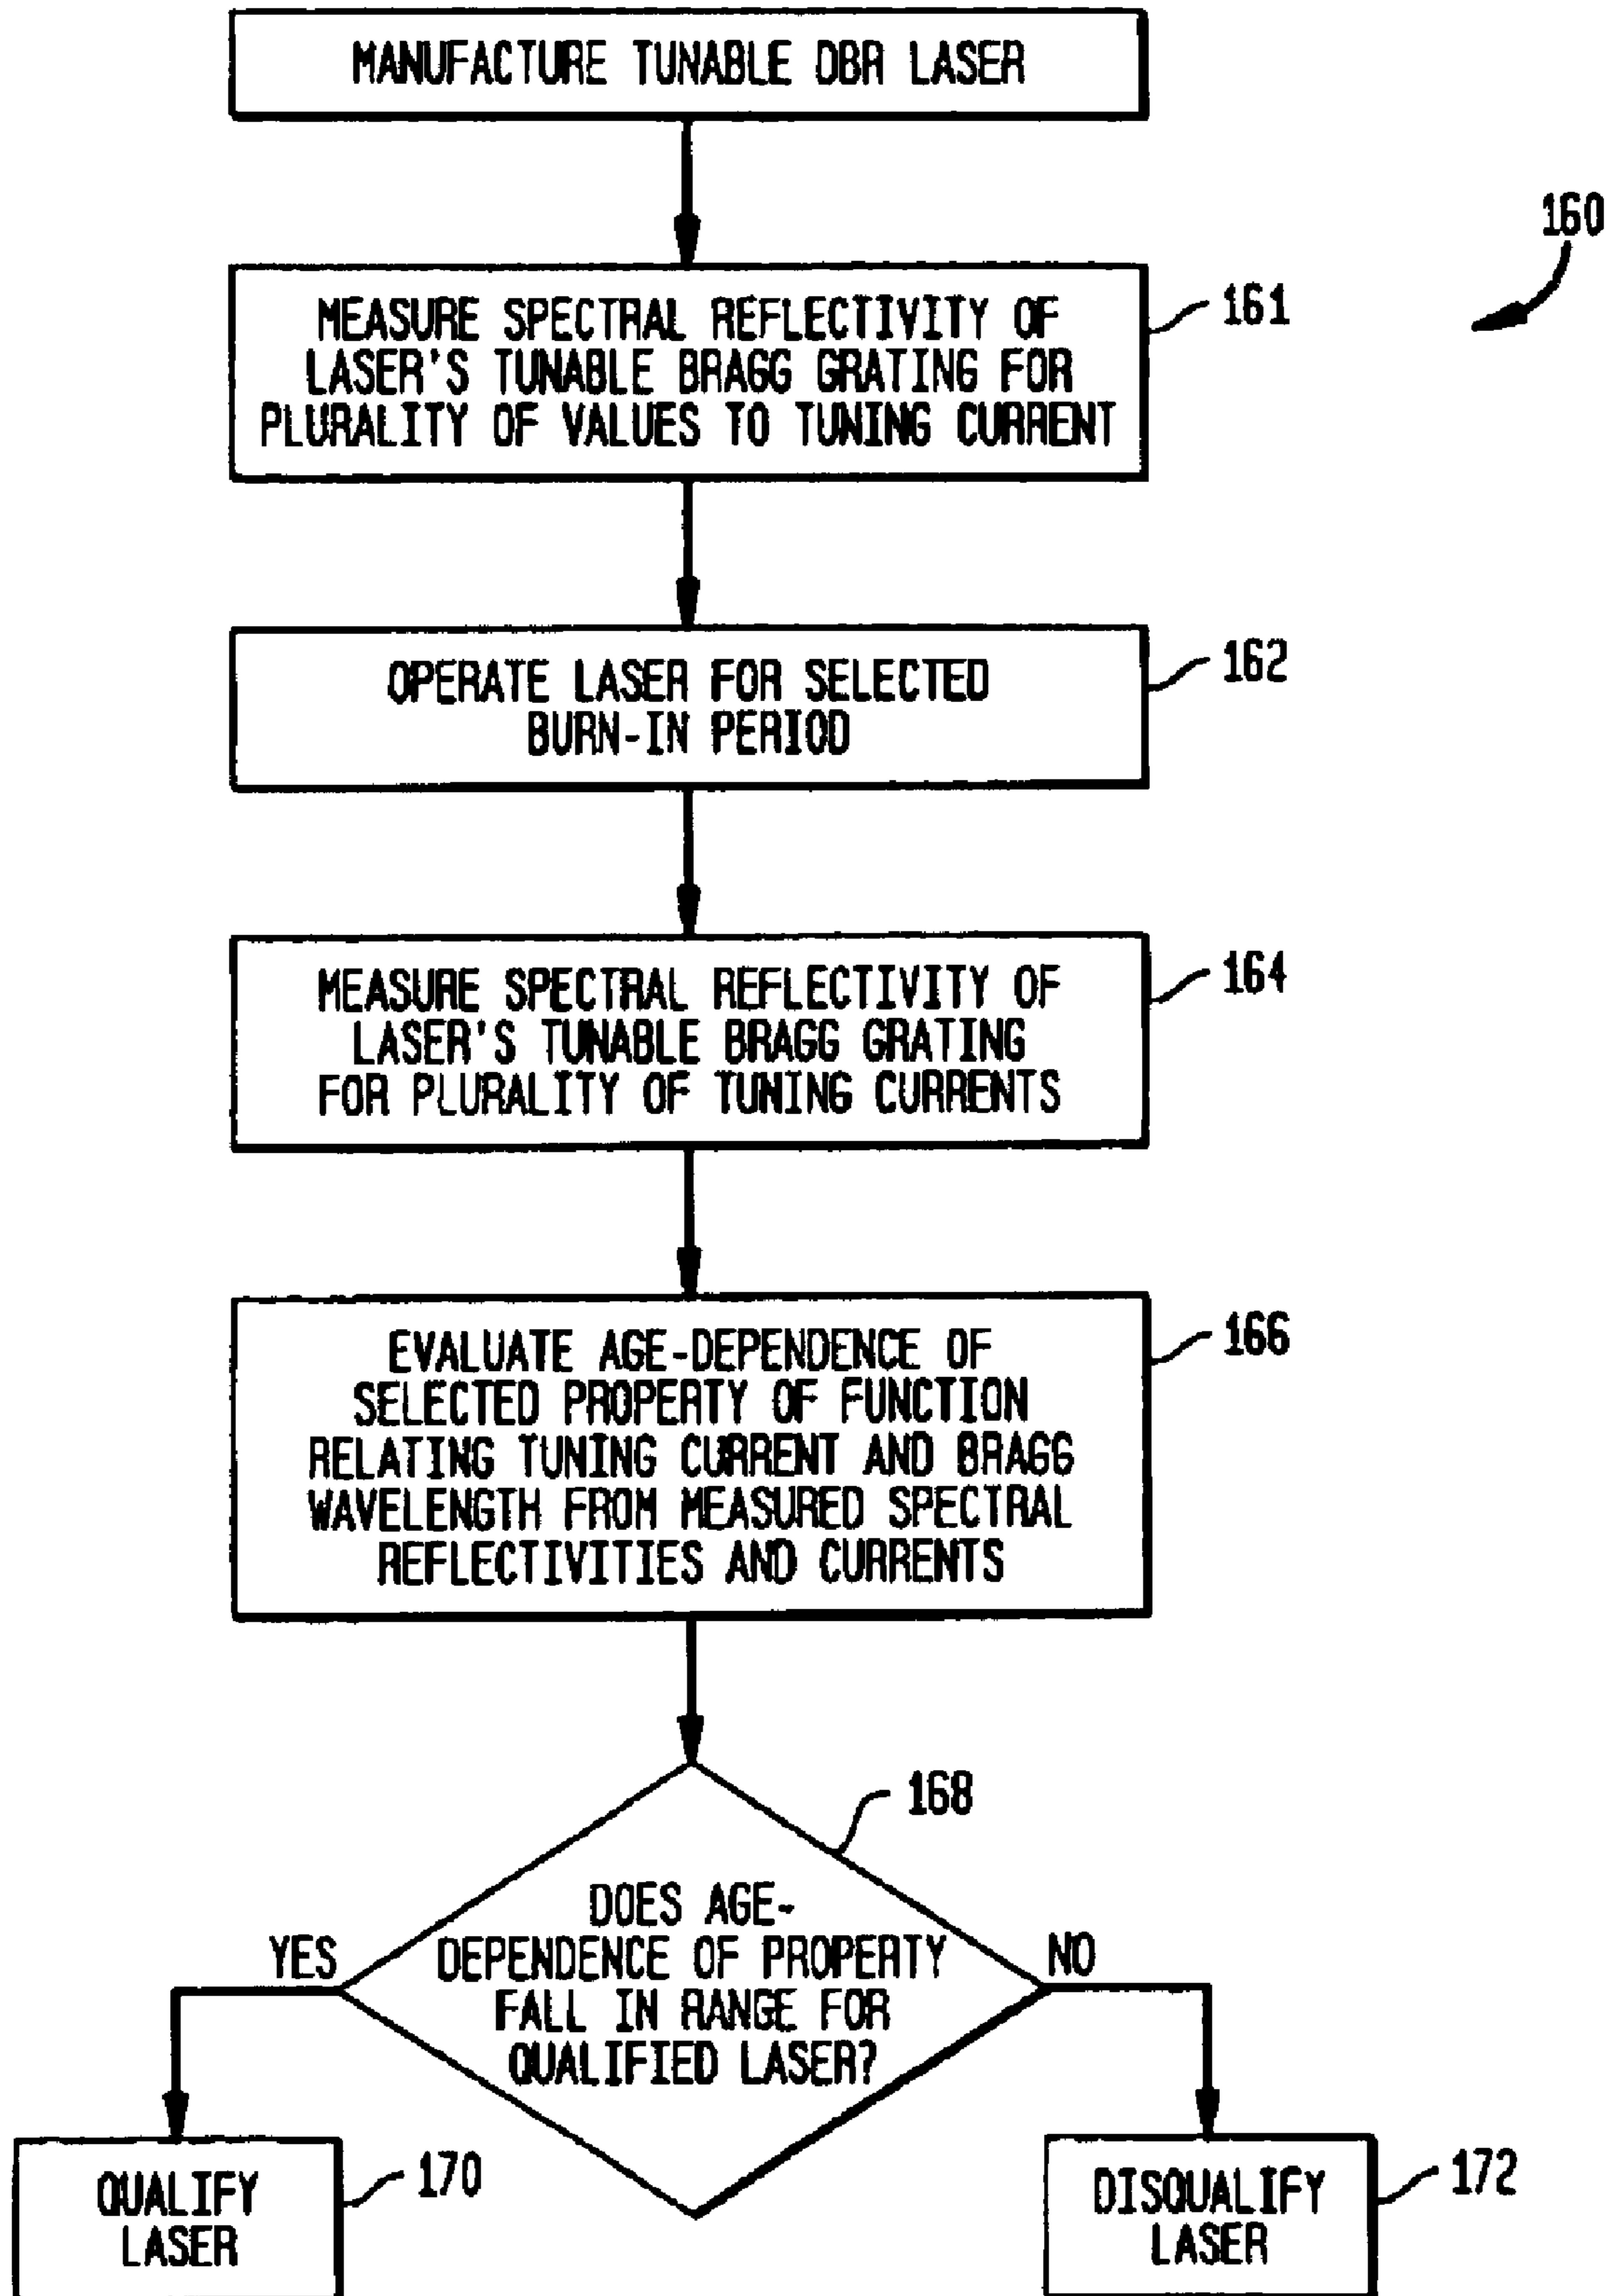 MANUFACTURE TUNABLE DBR LASER
160
MEASURE SPECTRAL REFLECTIVITY OF
LASER'S TUNABLE BRAGG GRATING FOR
PLURALITY OF VALUES TO TUNING CURRENT
161
OPERATE LASER FOR SELECTED
BURN-IN PERIOD
162
MEASURE SPECTRAL REFLECTIVITY OF
LASER'S TUNABLE BRAGG GRATING
FOR PLURALITY OF TUNING CURRENTS
164
EVALUATE AGE-DEPENDENCE OF
SELECTED PROPERTY OF FUNCTION
RELATING TUNING CURRENT AND BRAGG
WAVELENGTH FROM MEASURED SPECTRAL
REFLECTIVITIES AND CURRENTS
166
168
DOES AGE-
DEPENDENCE OF PROPERTY
FALL IN RANGE FOR
QUALIFIED LASER?
YES
NO
QUALIFY
LASER
170
DISQUALIFY
LASER
172